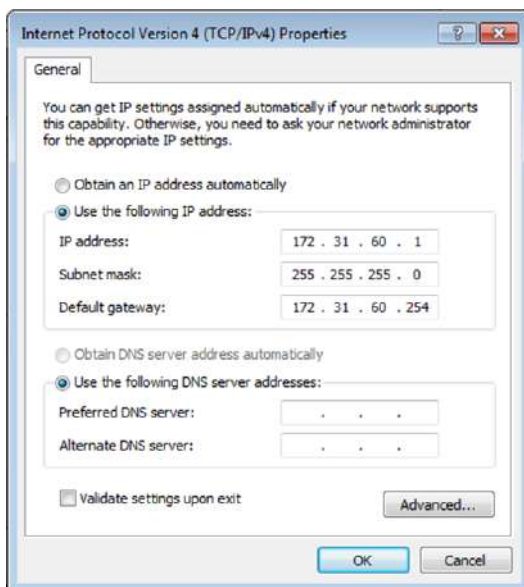 Internet Protocol Version 4 (TCP/IPv4) Properties
General
You can get IP settings assigned automatically if your network supports
this capability. Otherwise, you need to ask your network administrator
for the appropriate IP settings.
Obtain an IP address automatically
Use the following IP address:
IP address: 172 . 31 . 60 . 1
Subnet mask: 255 . 255 . 255 . 0
Default gateway: 172 . 31 . 60 . 254
Obtain DNS server address automatically
Use the following DNS server addresses:
Preferred DNS server: . . .
Alternate DNS server: . . .
Validate settings upon exit
Advanced...
OK Cancel